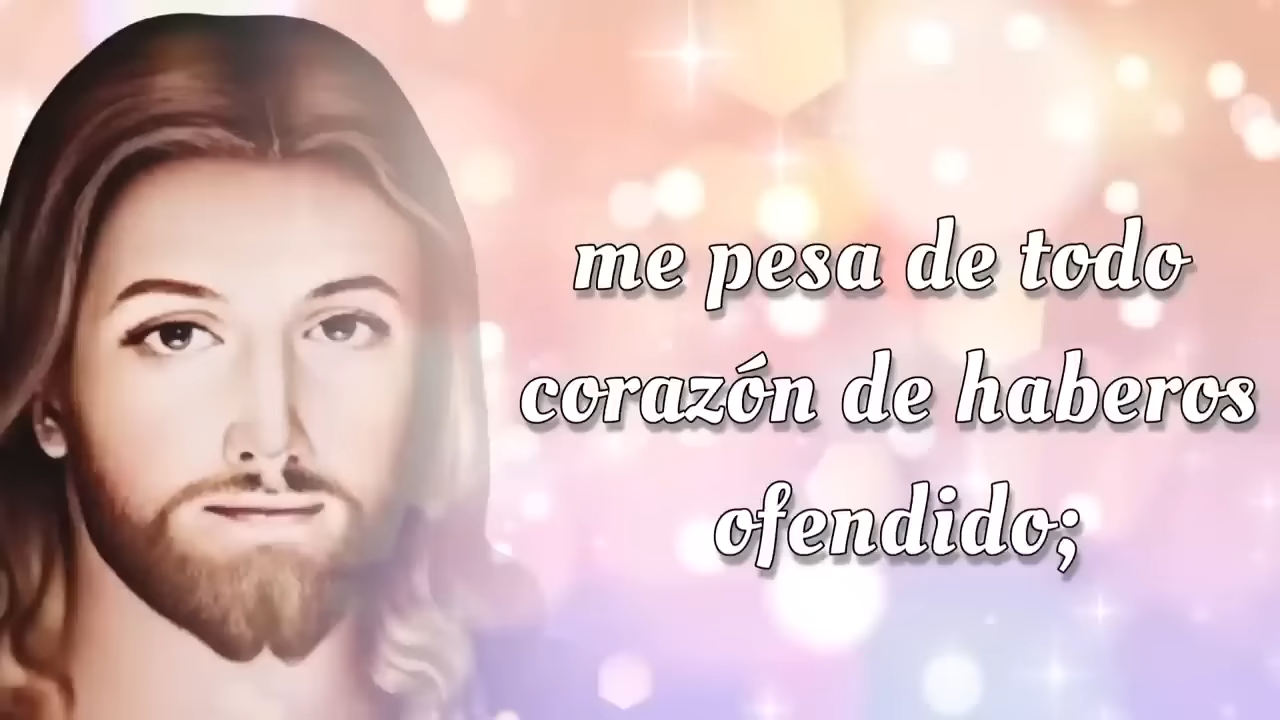 me pesa de todo
corazón de haberos
ofendido;